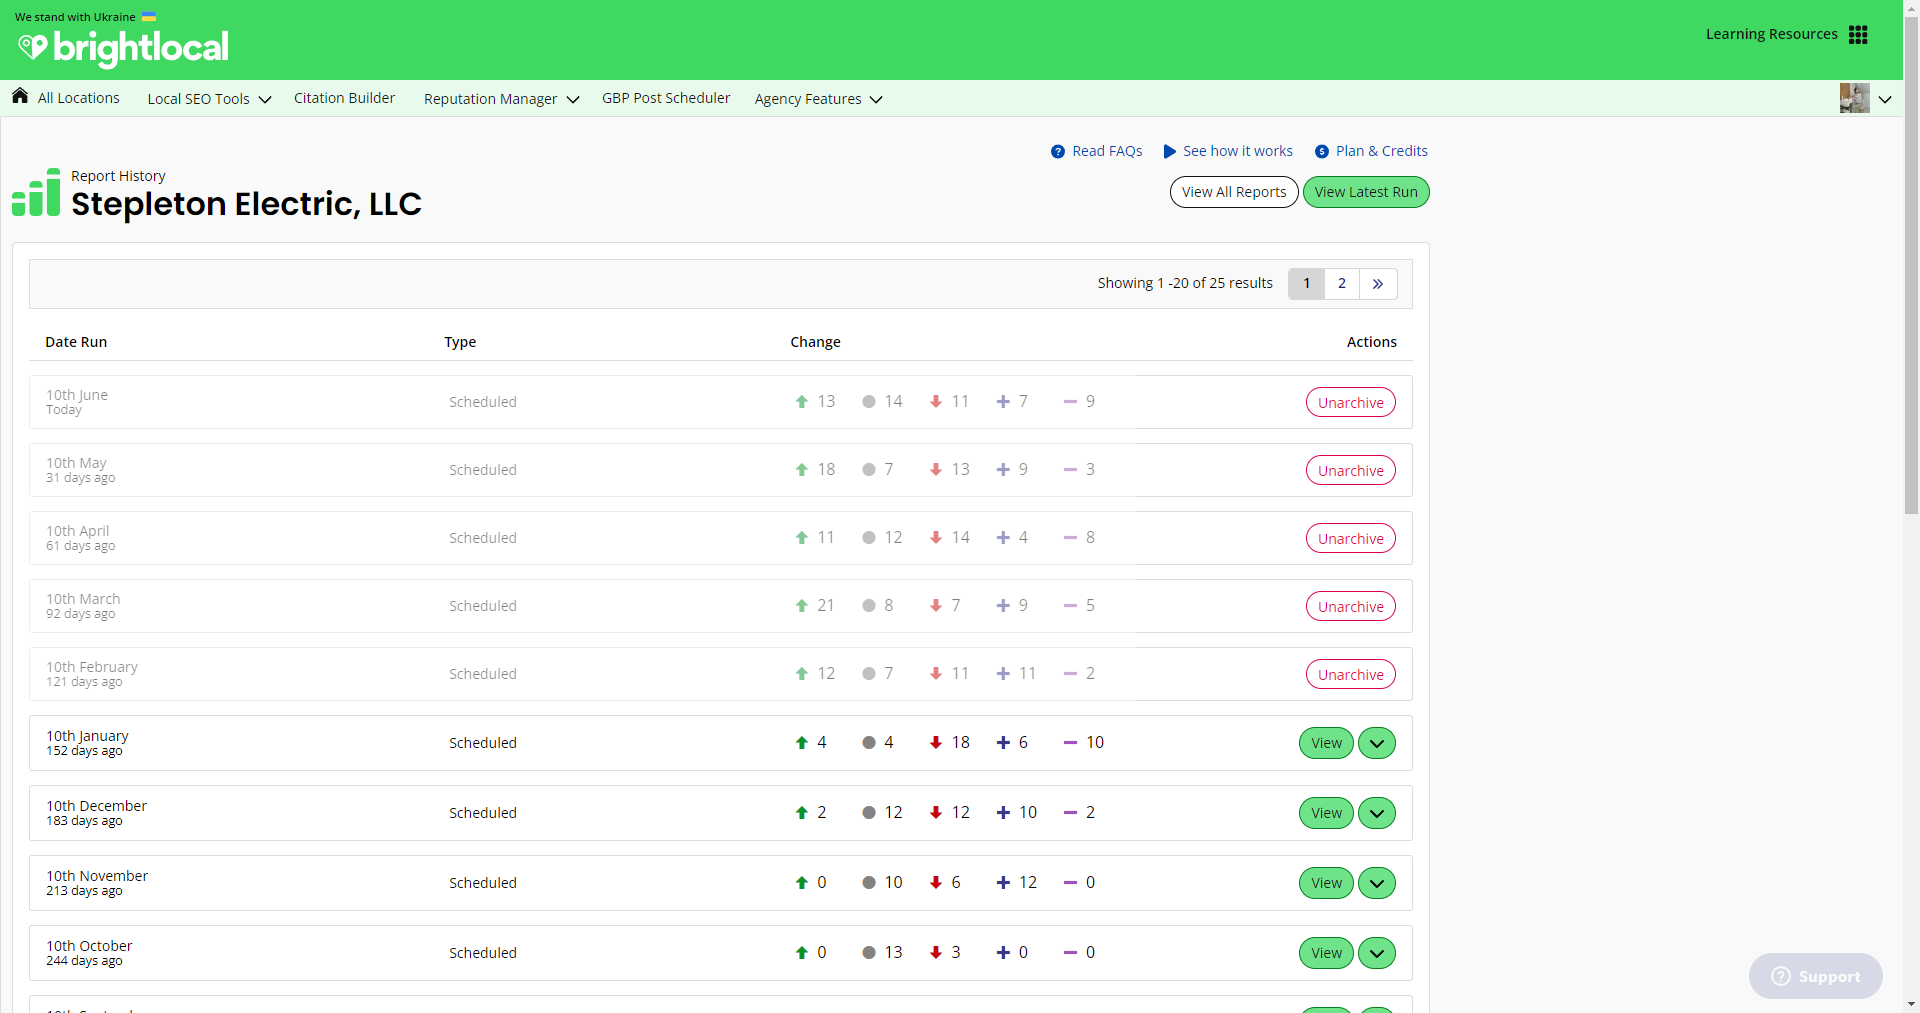 We stand with Ukraine
brightlocal
Learning Resources
All Locations
Local SEO Tools
Citation Builder
Reputation Manager
GBP Post Scheduler
Agency Features
Read FAQs
See how it works
Plan & Credits
Report History
Stepleton Electric, LLC
View All Reports
View Latest Run
Showing 1 -20 of 25 results
1
2
»
Date Run Type Change Actions
10th June
Today
Scheduled 13 14 11 7 9 Unarchive
10th May
31 days ago
Scheduled 18 7 13 9 3 Unarchive
10th April
61 days ago
Scheduled 11 12 14 4 8 Unarchive
10th March
92 days ago
Scheduled 21 8 7 9 5 Unarchive
10th February
121 days ago
Scheduled 12 7 11 11 2 Unarchive
10th January
152 days ago
Scheduled 4 4 18 6 10 View
10th December
183 days ago
Scheduled 2 12 12 10 2 View
10th November
213 days ago
Scheduled 0 10 6 12 0 View
10th October
244 days ago
Scheduled 0 13 3 0 0 View
Support